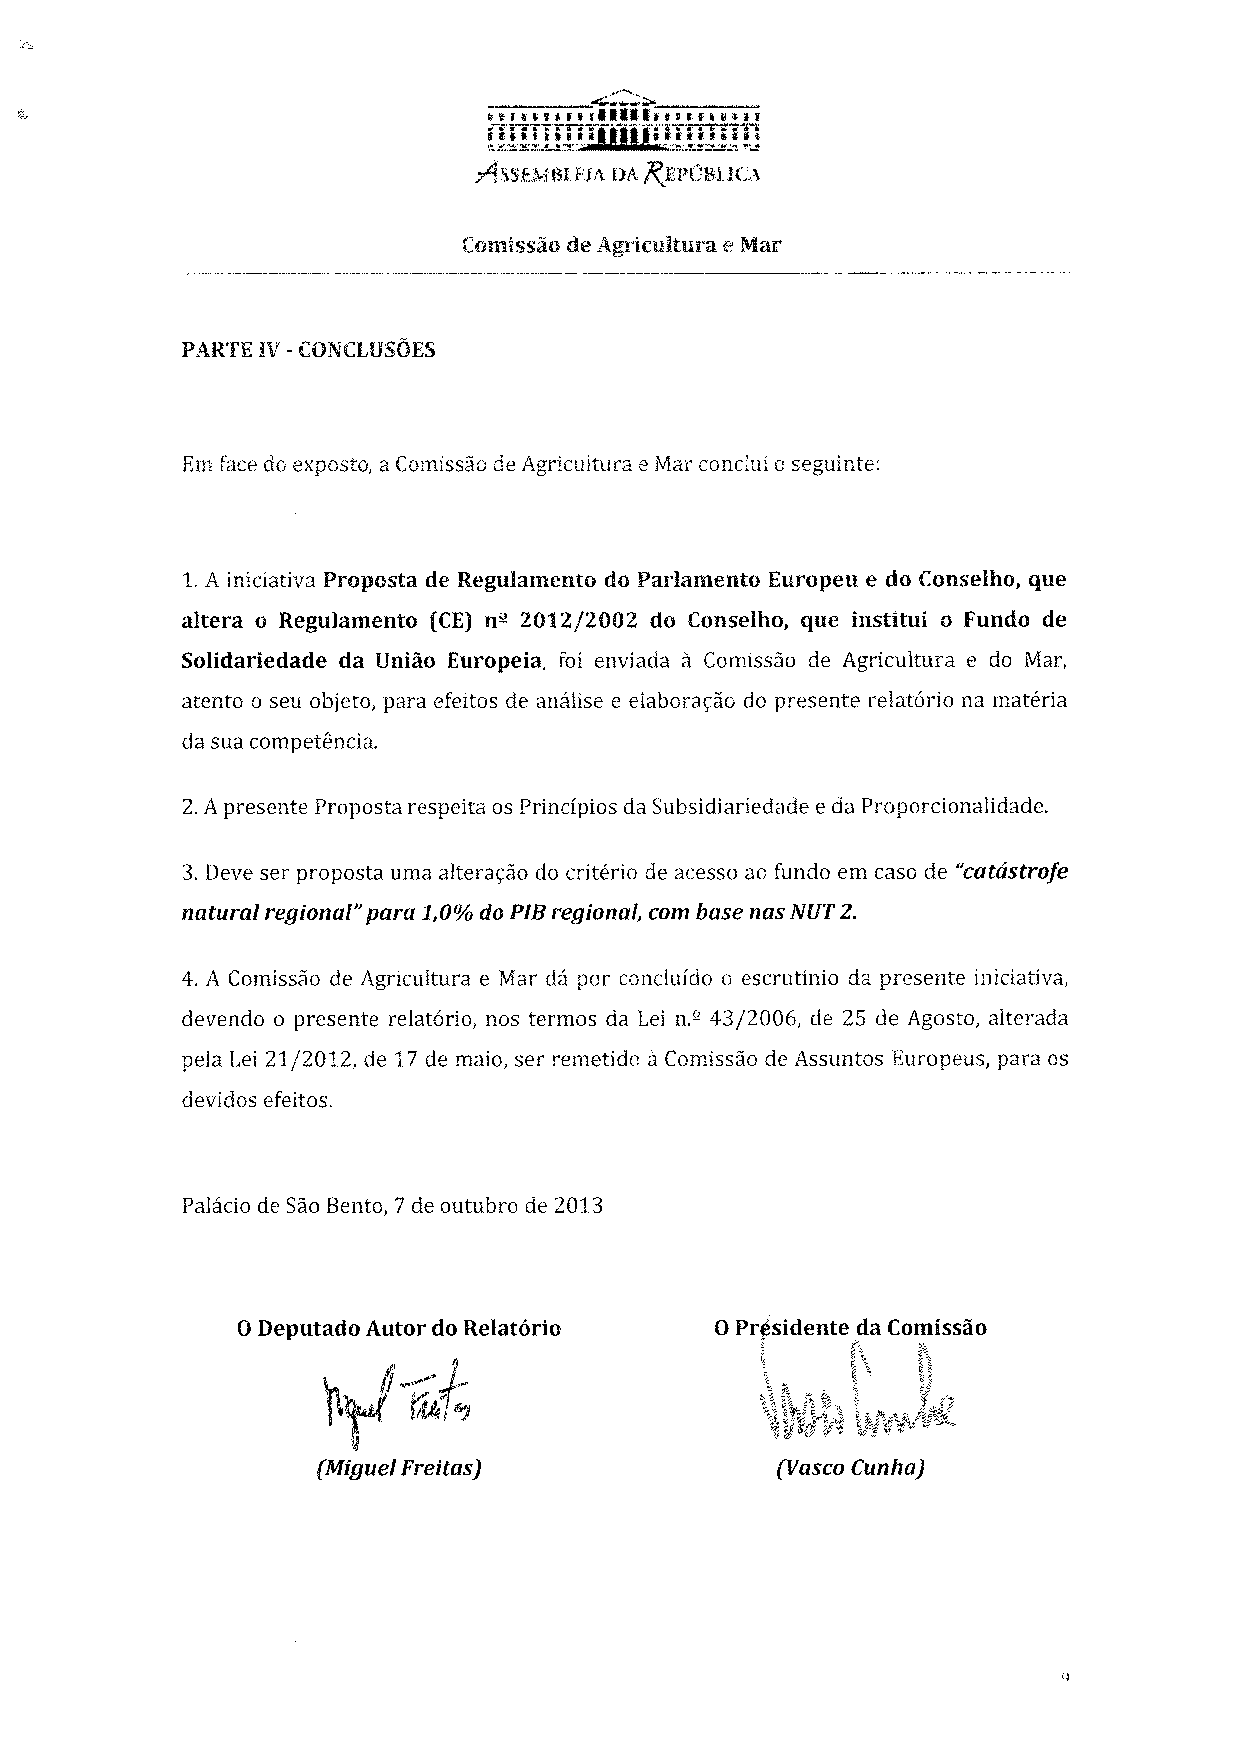 ASSEMBLEIA DA REPÚBLICA
Comissão de Agricultura e Mar
PARTE IV - CONCLUSÕES
Em face do exposto, a Comissão de Agricultura e Mar conclui o seguinte:
1. A iniciativa Proposta de Regulamento do Parlamento Europeu e do Conselho, que
altera o Regulamento (CE) nº 2012/2002 do Conselho, que institui o Fundo de
Solidariedade da União Europeia, foi enviada à Comissão de Agricultura e do Mar,
atento o seu objeto, para efeitos de análise e elaboração do presente relatório na matéria
da sua competência.
2. A presente Proposta respeita os Princípios da Subsidiariedade e da Proporcionalidade.
3. Deve ser proposta uma alteração do critério de acesso ao fundo em caso de "catástrofe
natural regional" para 1,0% do PIB regional, com base nas NUT 2.
4. A Comissão de Agricultura e Mar dá por concluído o escrutínio da presente iniciativa,
devendo o presente relatório, nos termos da Lei n.º 43/2006, de 25 de Agosto, alterada
pela Lei 21/2012, de 17 de maio, ser remetido à Comissão de Assuntos Europeus, para os
devidos efeitos.
Palácio de São Bento, 7 de outubro de 2013
O Deputado Autor do Relatório O Presidente da Comissão
Miguel Freitas Vasco Cunha
(Miguel Freitas) (Vasco Cunha)
9